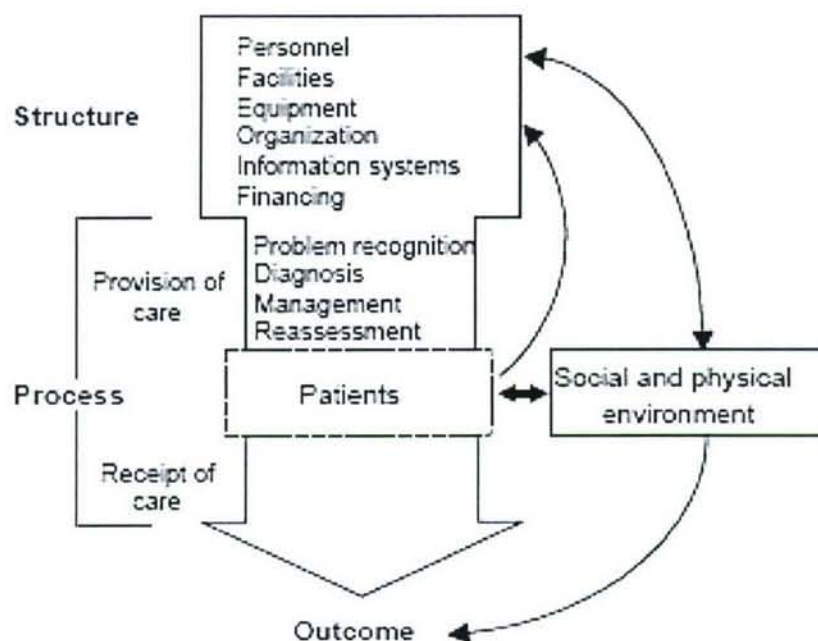 Structure
Personnel
Facilities
Equipment
Organization
Information systems
Financing
Process
Provision of
care
Problem recognition
Diagnosis
Management
Reassessment
Patients
Social and physical
environment
Receipt of
care
Outcome